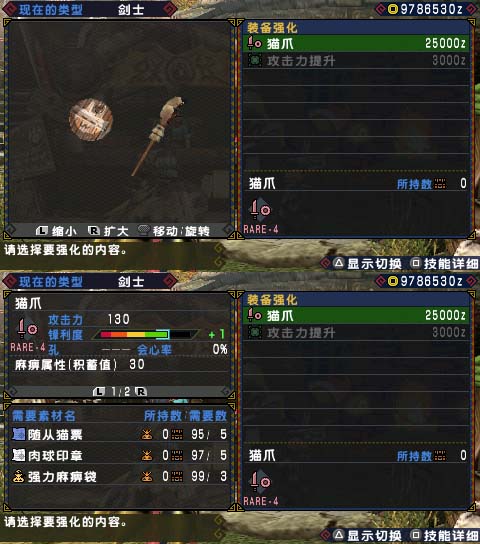 现在的类型 剑士 9786530z
装备强化
猫爪 25000z
攻击力提升 3000z
猫爪 所持数 0
RARE-4
L 缩小 R 扩大 移动/旋转
请选择要强化的内容。
△显示切换 □技能详细
现在的类型 剑士 9786530z
猫爪
攻击力 130
锋利度 +1
RARE-4 孔 --- 会心率 0%
麻痹属性(积蓄值) 30
L 1/2 R
需要素材名 所持数/需要数
随从猫票 0 95/ 5
肉球印章 0 97/ 5
强力麻痹袋 0 99/ 3
装备强化
猫爪 25000z
攻击力提升 3000z
猫爪 所持数 0
RARE-4
请选择要强化的内容。
△显示切换 □技能详细